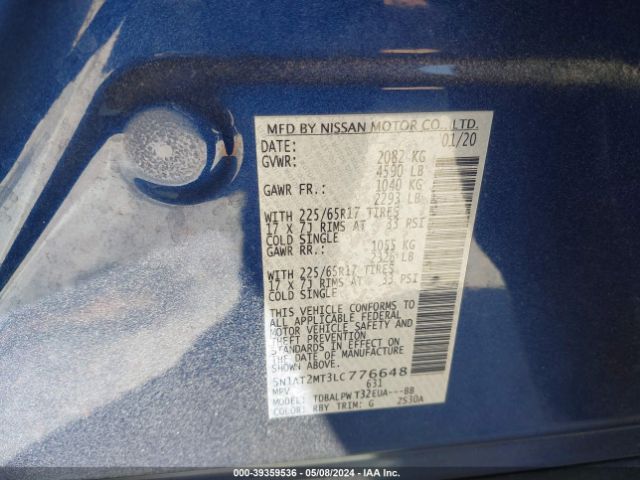 MFD BY NISSAN MOTOR CO., LTD.
DATE: 01/20
GVWR: 2082 KG
4590 LB
GAWR FR.: 1040 KG
2293 LB
WITH 225/65R17 TIRES
17 X 7J RIMS AT 33 PSI
COLD SINGLE
GAWR RR.: 1055 KG
2326 LB
WITH 225/65R17 TIRES
17 X 7J RIMS AT 33 PSI
COLD SINGLE
THIS VEHICLE CONFORMS TO
ALL APPLICABLE FEDERAL
MOTOR VEHICLE SAFETY AND
THEFT PREVENTION
STANDARDS IN EFFECT ON
THE DATE OF MANUFACTURE
SHOWN ABOVE.
5N1AT2MT3LC776648
MPV 631
MODEL: TDBALPW T32EUA---BB
COLOR: RBY TRIM: G ZS30A
000-39359536 - 05/08/2024 - IAA Inc.